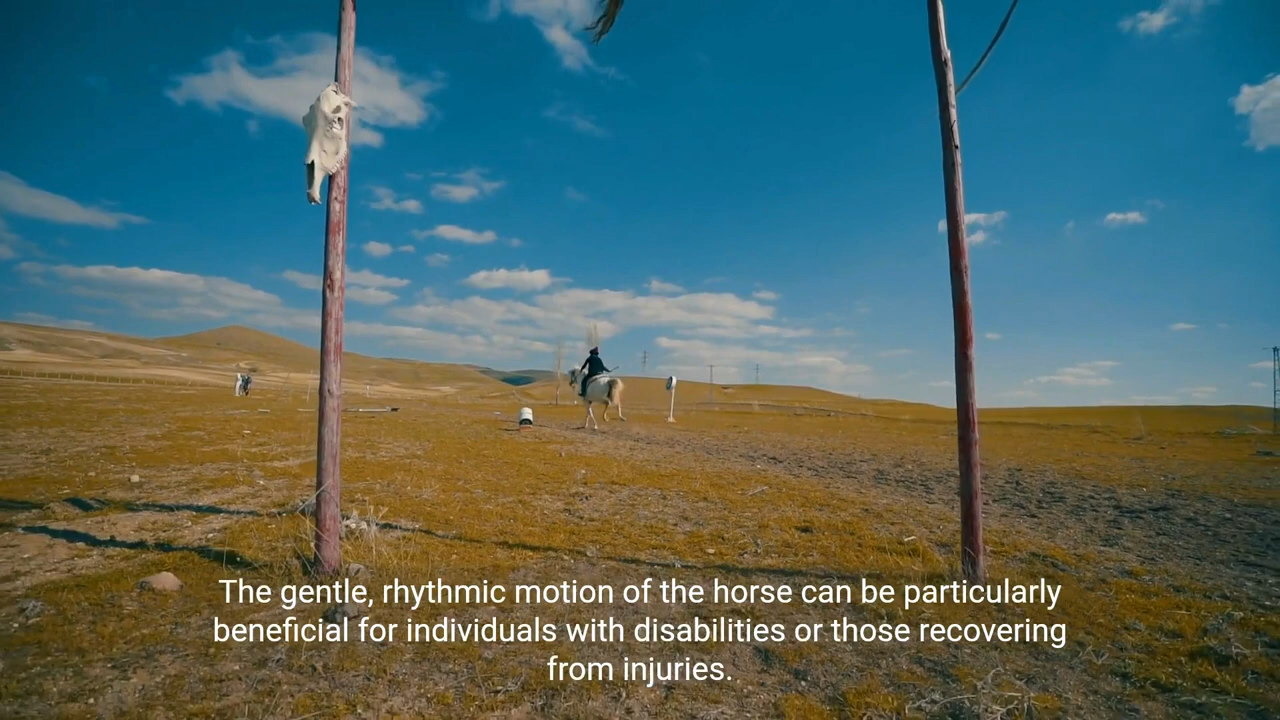 The gentle, rhythmic motion of the horse can be particularly
beneficial for individuals with disabilities or those recovering
from injuries.